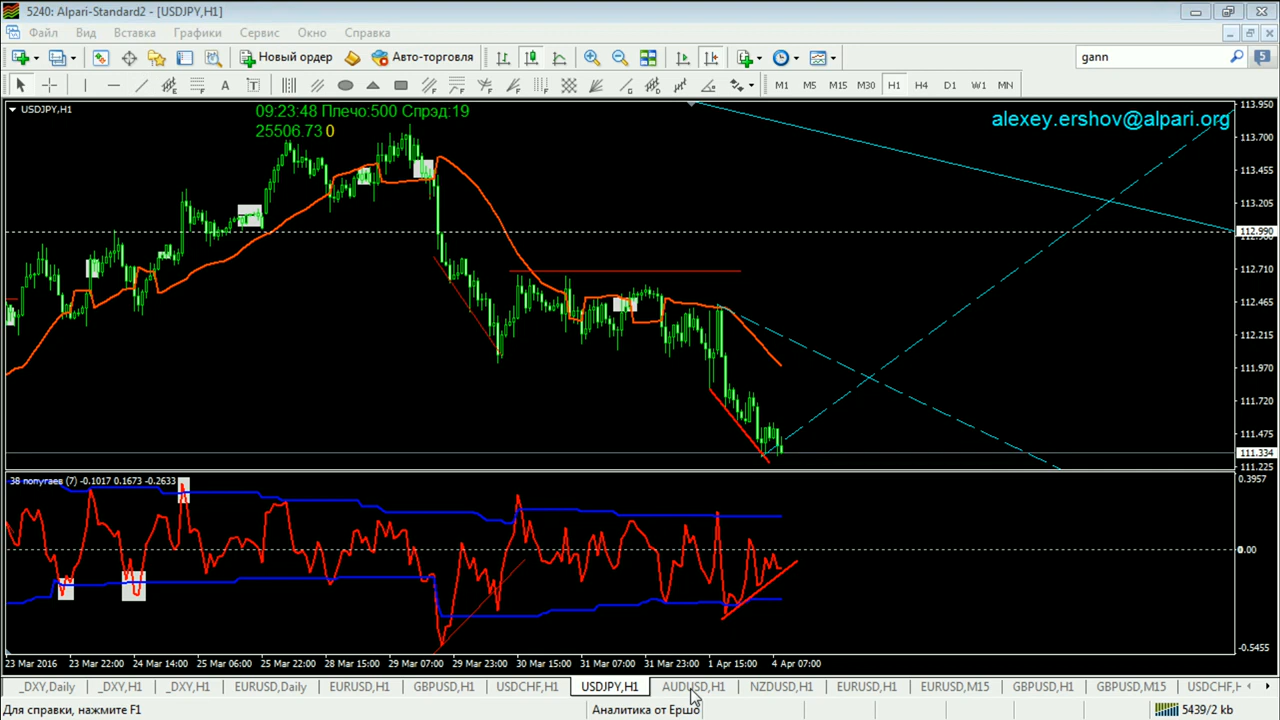 5240: Alpari-Standard2 - [USDJPY,H1]
Файл Вид Вставка Графики Сервис Окно Справка
Новый ордер Авто-торговля gann 5
A T M1 M5 M15 M30 H1 H4 D1 W1 MN
USDJPY,H1
09:23:48 Плечо:500 Спрэд:19
25506.73 0
alexey.ershov@alpari.org
113.950
113.700
113.455
113.205
112.990
112.710
112.465
112.215
111.970
111.720
111.475
111.334
111.225
38 попугаев (7) -0.1017 0.1673 -0.2633
0.3957
0.00
-0.5455
23 Mar 2016 23 Mar 22:00 24 Mar 14:00 25 Mar 06:00 25 Mar 22:00 28 Mar 15:00 29 Mar 07:00 29 Mar 23:00 30 Mar 15:00 31 Mar 07:00 31 Mar 23:00 1 Apr 15:00 4 Apr 07:00
_DXY,Daily _DXY,H1 _DXY,H1 EURUSD,Daily EURUSD,H1 GBPUSD,H1 USDCHF,H1 USDJPY,H1 AUDUSD,H1 NZDUSD,H1 EURUSD,H1 EURUSD,M15 GBPUSD,H1 GBPUSD,M15 USDCHF,H
Для справки, нажмите F1 Аналитика от Ершо 5439/2 kb